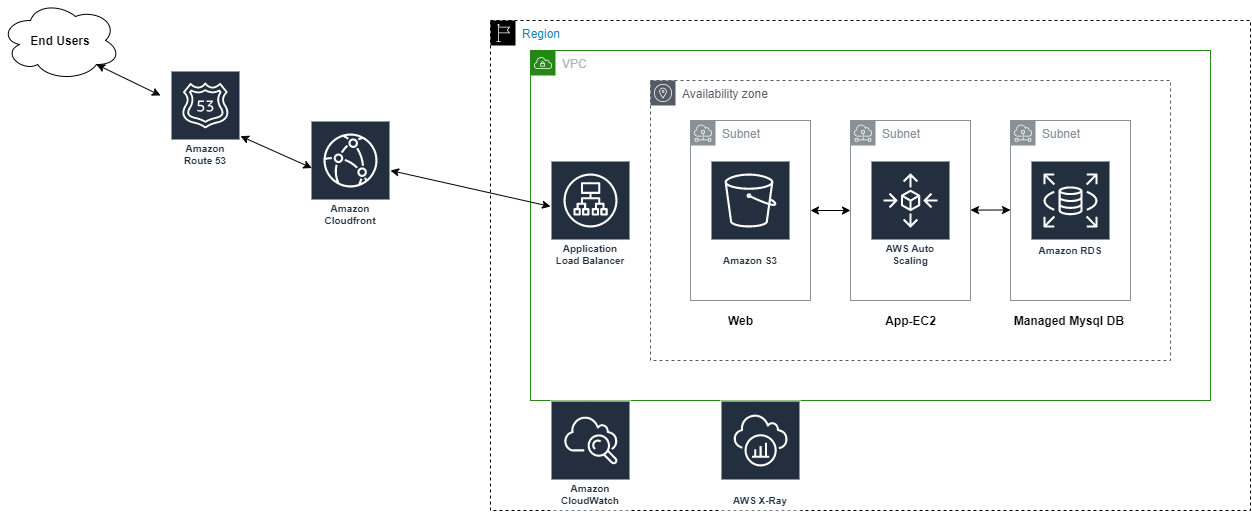 End Users
53
Amazon
Route 53
Amazon
Cloudfront
Region
VPC
Availability zone
Subnet
Subnet
Subnet
Application
Load Balancer
Amazon S3
AWS Auto
Scaling
Amazon RDS
Web
App-EC2
Managed Mysql DB
Amazon
CloudWatch
AWS X-Ray